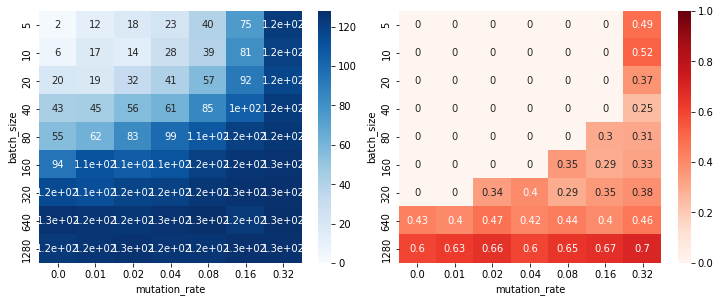 5 2 12 18 23 40 75 1.2e+02
10 6 17 14 28 39 81 1.2e+02
20 20 19 32 41 57 92 1.2e+02
40 43 45 56 61 85 1e+02 1.2e+02
80 55 62 83 99 1.1e+02 1.2e+02 1.2e+02
160 94 1.1e+02 1.1e+02 1.1e+02 1.2e+02 1.2e+02 1.3e+02
320 1.2e+02 1.1e+02 1.2e+02 1.2e+02 1.2e+02 1.2e+02 1.3e+02
640 1.3e+02 1.2e+02 1.2e+02 1.2e+02 1.3e+02 1.2e+02 1.3e+02
1280 1.2e+02 1.2e+02 1.3e+02 1.3e+02 1.2e+02 1.3e+02 1.3e+02
batch_size
0.0 0.01 0.02 0.04 0.08 0.16 0.32
mutation_rate
120
100
80
60
40
20
0
5 0 0 0 0 0 0 0.49
10 0 0 0 0 0 0 0.52
20 0 0 0 0 0 0 0.37
40 0 0 0 0 0 0 0.25
80 0 0 0 0 0 0.3 0.31
160 0 0 0 0 0.35 0.29 0.33
320 0 0 0.34 0.4 0.29 0.35 0.38
640 0.43 0.4 0.47 0.42 0.44 0.4 0.46
1280 0.6 0.63 0.66 0.6 0.65 0.67 0.7
batch_size
0.0 0.01 0.02 0.04 0.08 0.16 0.32
mutation_rate
1.0
0.8
0.6
0.4
0.2
0.0